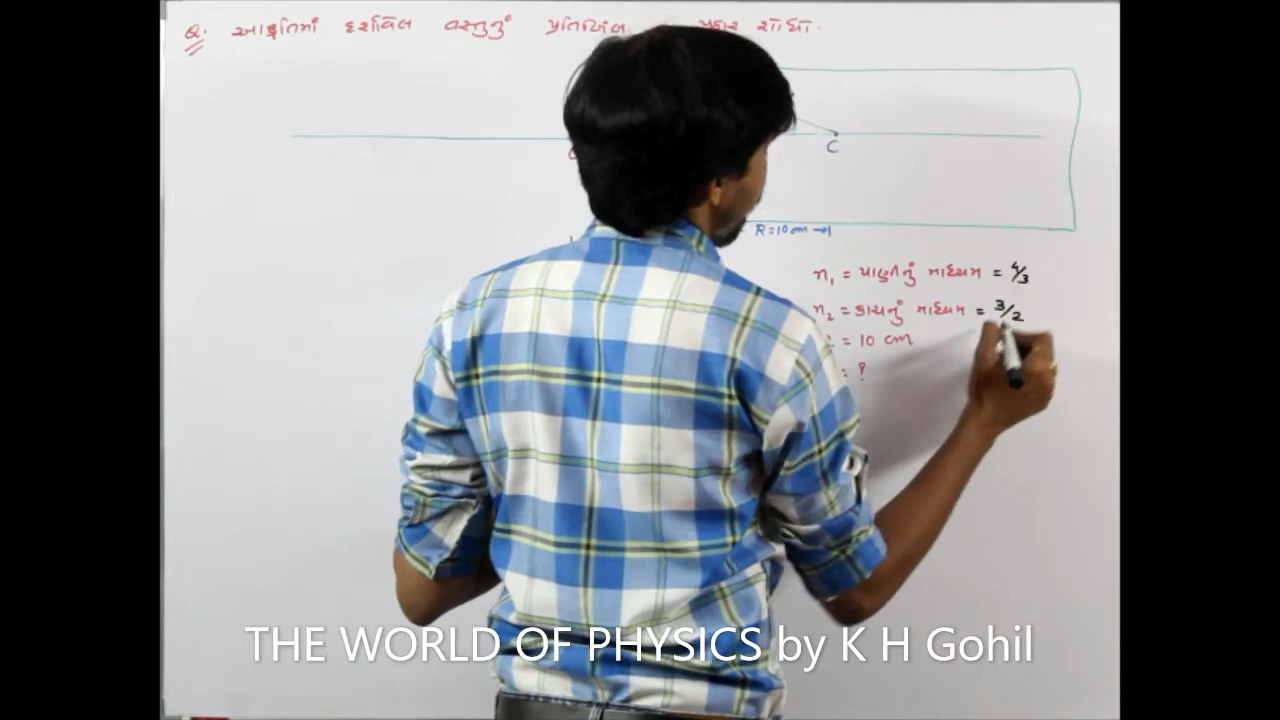 Q. આકૃતિમાં દર્શાવેલ વસ્તુનું પ્રતિબિંબ પ્રકાર શોધો.
C
R = 10 cm
n₁ = પાણીનું માધ્યમ = 4/3
n₂ = કાચનું માધ્યમ = 3/2
= 10 cm
= ?
THE WORLD OF PHYSICS by K H Gohil